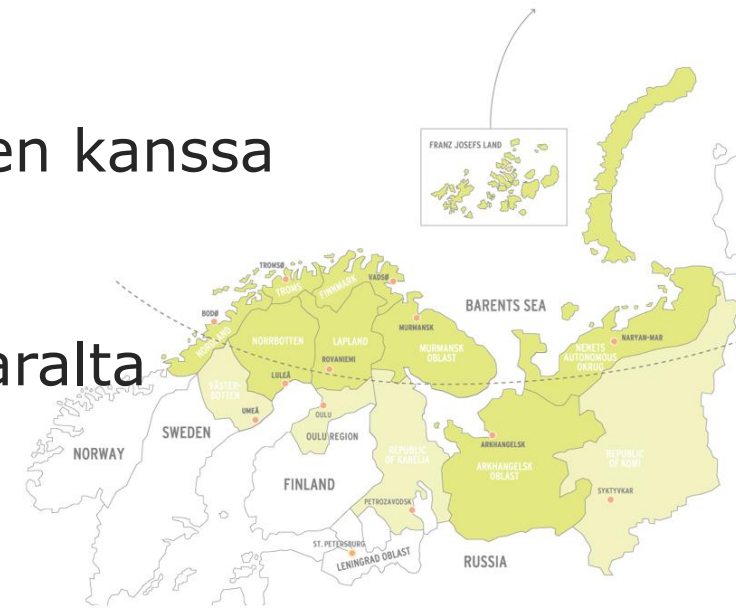 en kanssa
FRANZ JOSEFS LAND
TROMSØ
VADSØ
TROMS
FINNMARK
BARENTS SEA
BODØ
NORDLAND
MURMANSK
NORRBOTTEN
LAPLAND
MURMANSK
OBLAST
NARYAN-MAR
NENETS
AUTONOMOUS
OKRUG
ROVANIEMI
aralta
LULEÅ
VÄSTER-
BOTTEN
UMEÅ
OULU
OULU REGION
SWEDEN
NORWAY
REPUBLIC
OF KARELIA
ARKHANGELSK
ARKHANGELSK
OBLAST
REPUBLIC
OF KOMI
FINLAND
SYKTYVKAR
PETROZAVODSK
ST. PETERSBURG
LENINGRAD OBLAST
RUSSIA